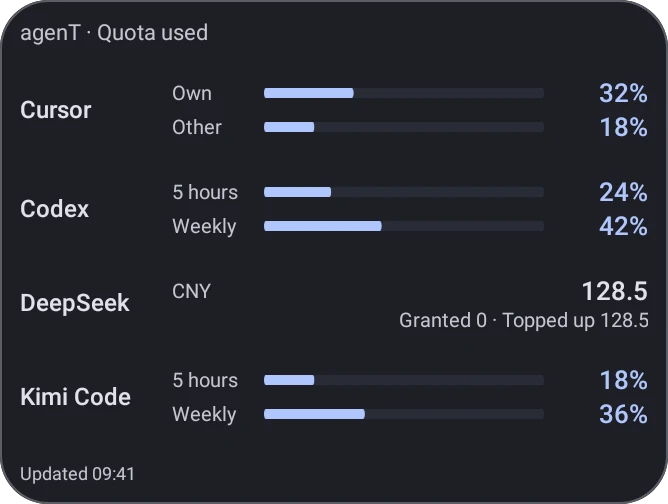 agenT · Quota used
Cursor
Own 32%
Other 18%
Codex
5 hours 24%
Weekly 42%
DeepSeek
CNY 128.5
Granted 0 · Topped up 128.5
Kimi Code
5 hours 18%
Weekly 36%
Updated 09:41